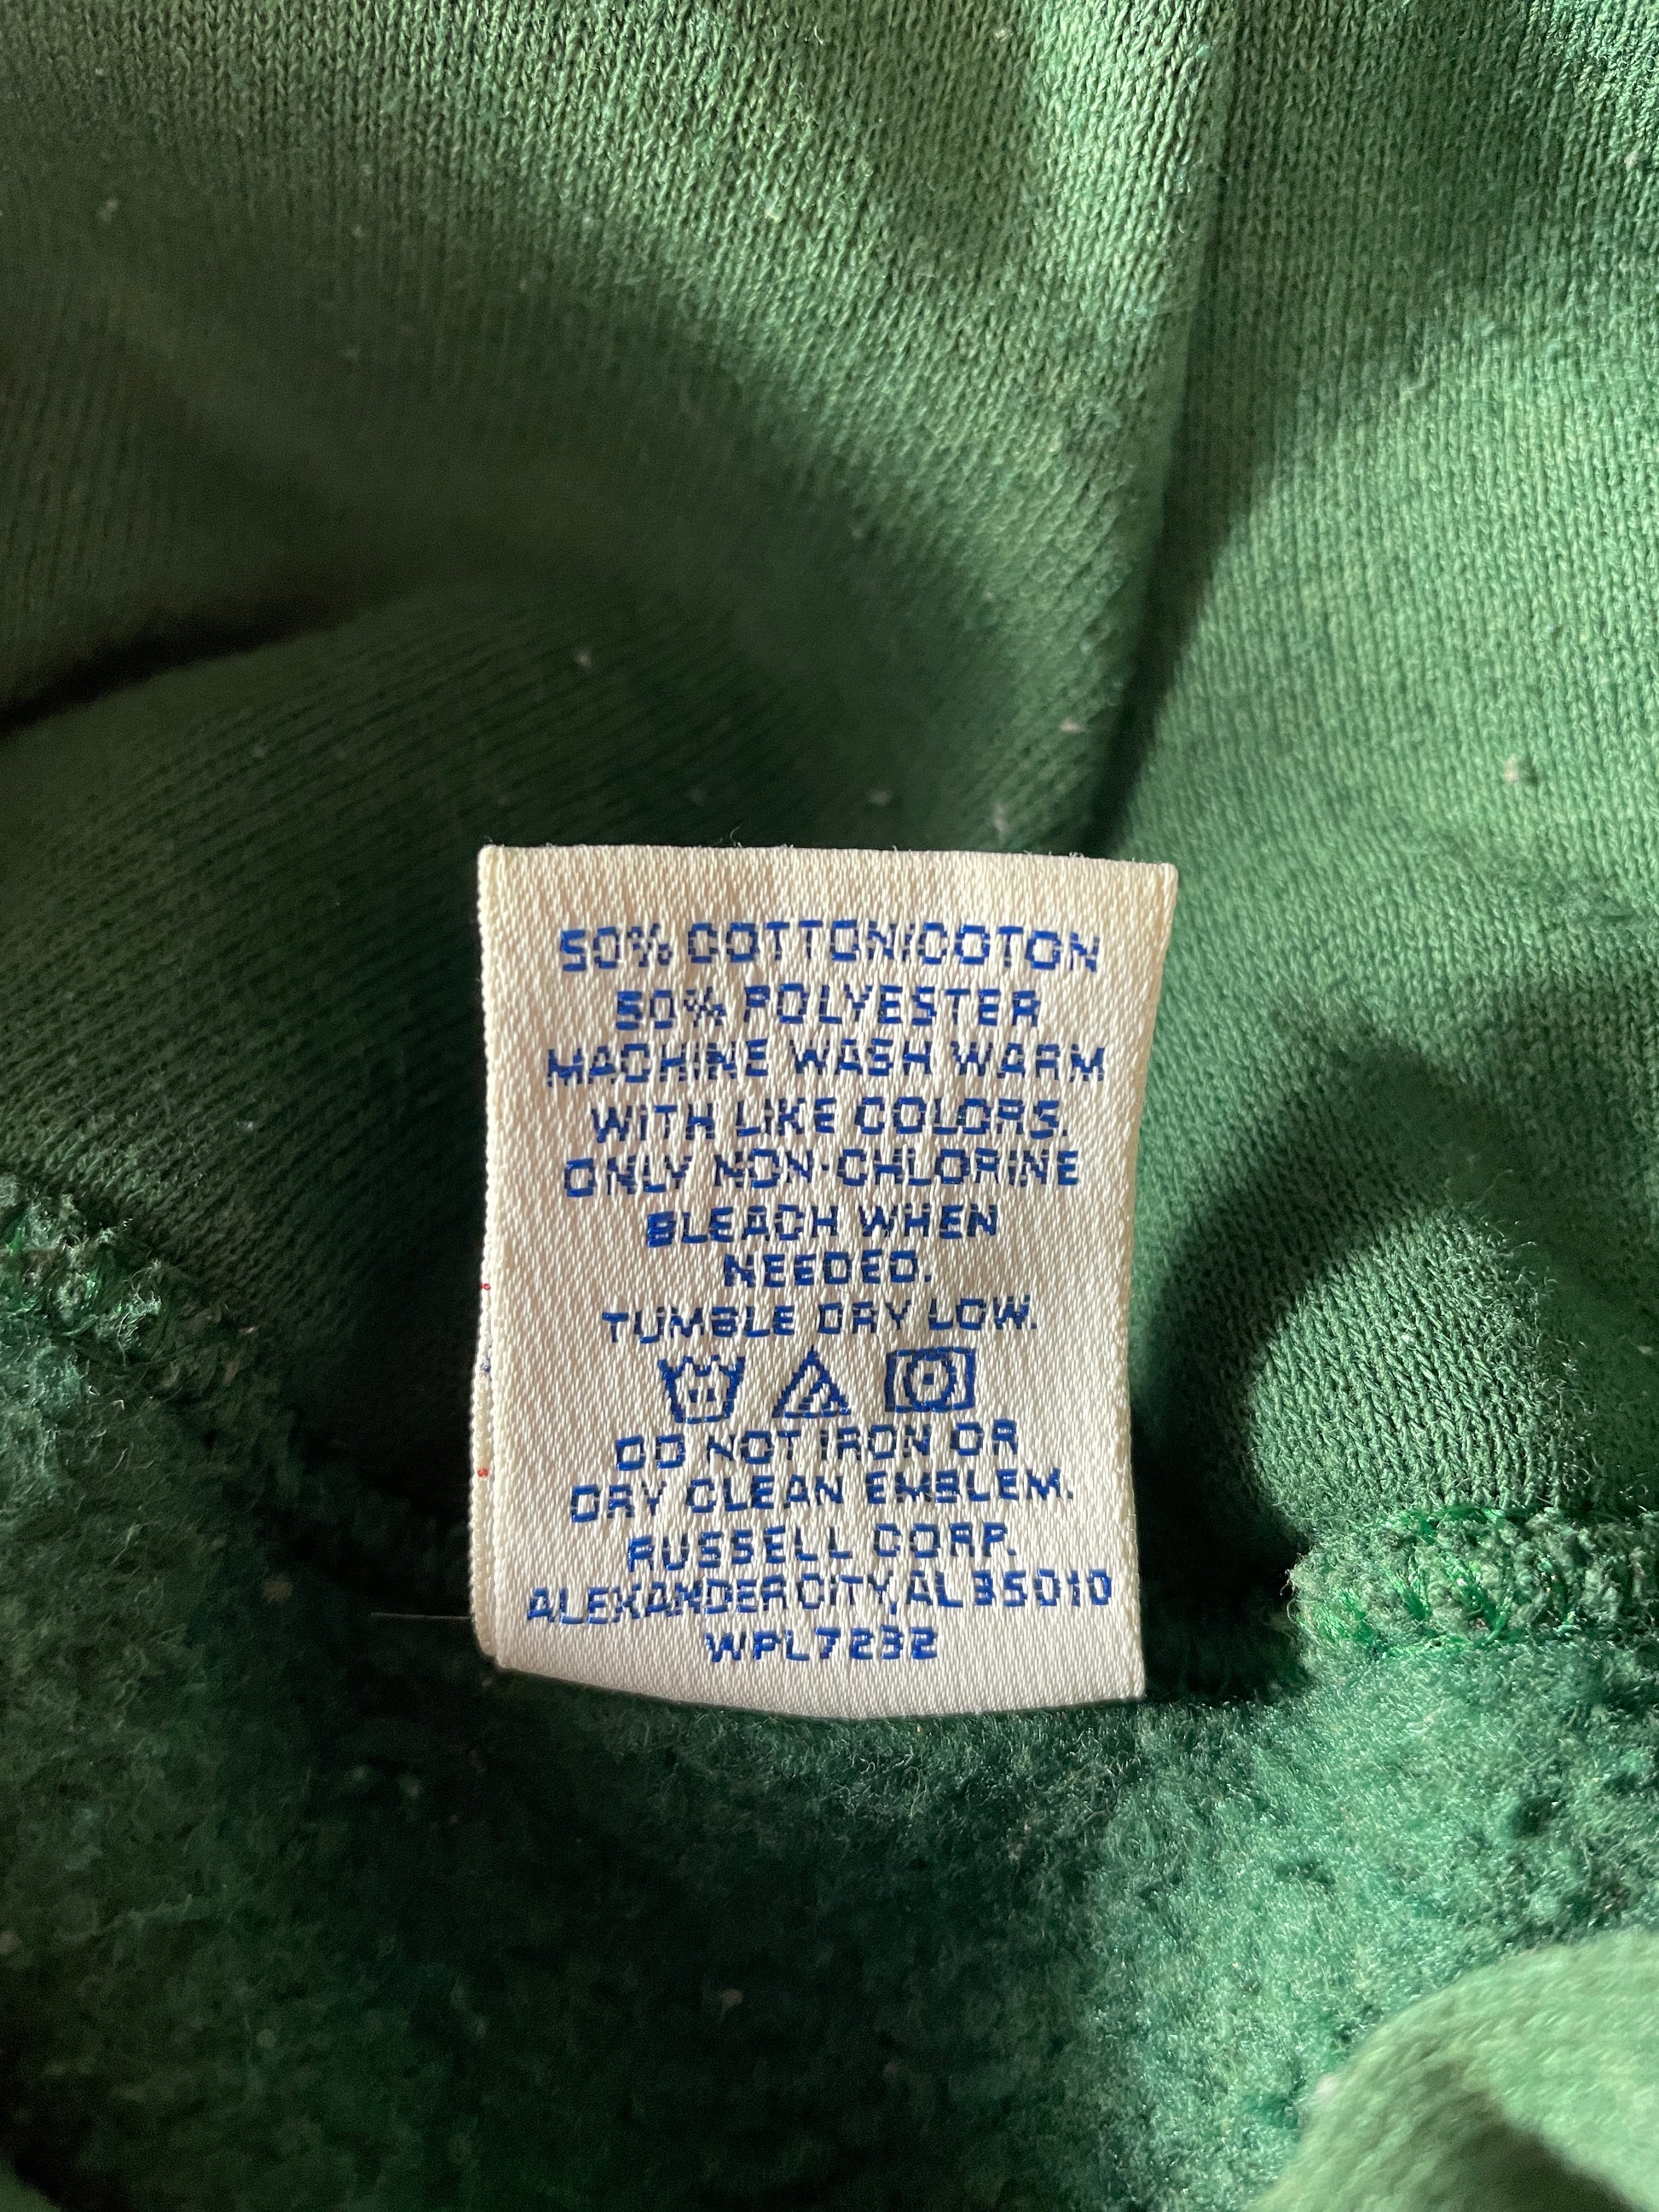 50% COTTON/COTON
50% POLYESTER
MACHINE WASH WARM
WITH LIKE COLORS.
ONLY NON-CHLORINE
BLEACH WHEN
NEEDED.
TUMBLE DRY LOW.
DO NOT IRON OR
DRY CLEAN EMBLEM.
RUSSELL CORP.
ALEXANDER CITY, AL 35010
WPL7232